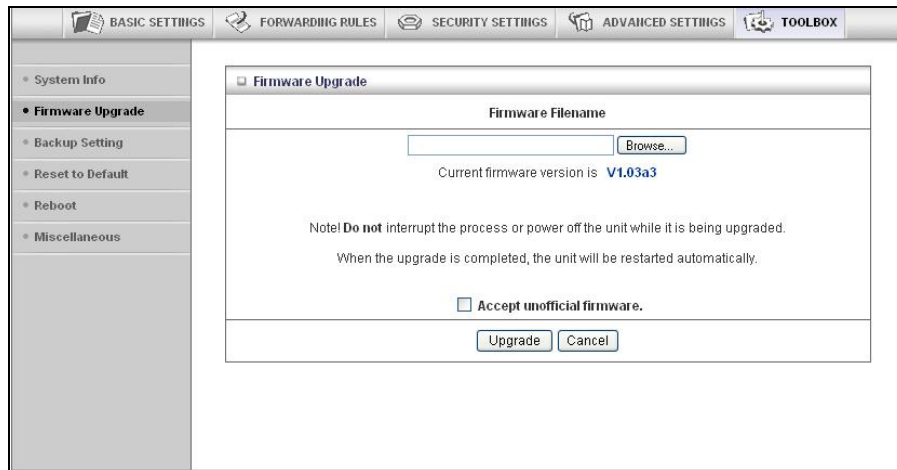 BASIC SETTINGS
FORWARDING RULES
SECURITY SETTINGS
ADVANCED SETTINGS
TOOLBOX
System Info
Firmware Upgrade
Backup Setting
Reset to Default
Reboot
Miscellaneous
Firmware Upgrade
Firmware Filename
Browse...
Current firmware version is V1.03a3
Note! Do not interrupt the process or power off the unit while it is being upgraded.
When the upgrade is completed, the unit will be restarted automatically.
Accept unofficial firmware.
Upgrade
Cancel